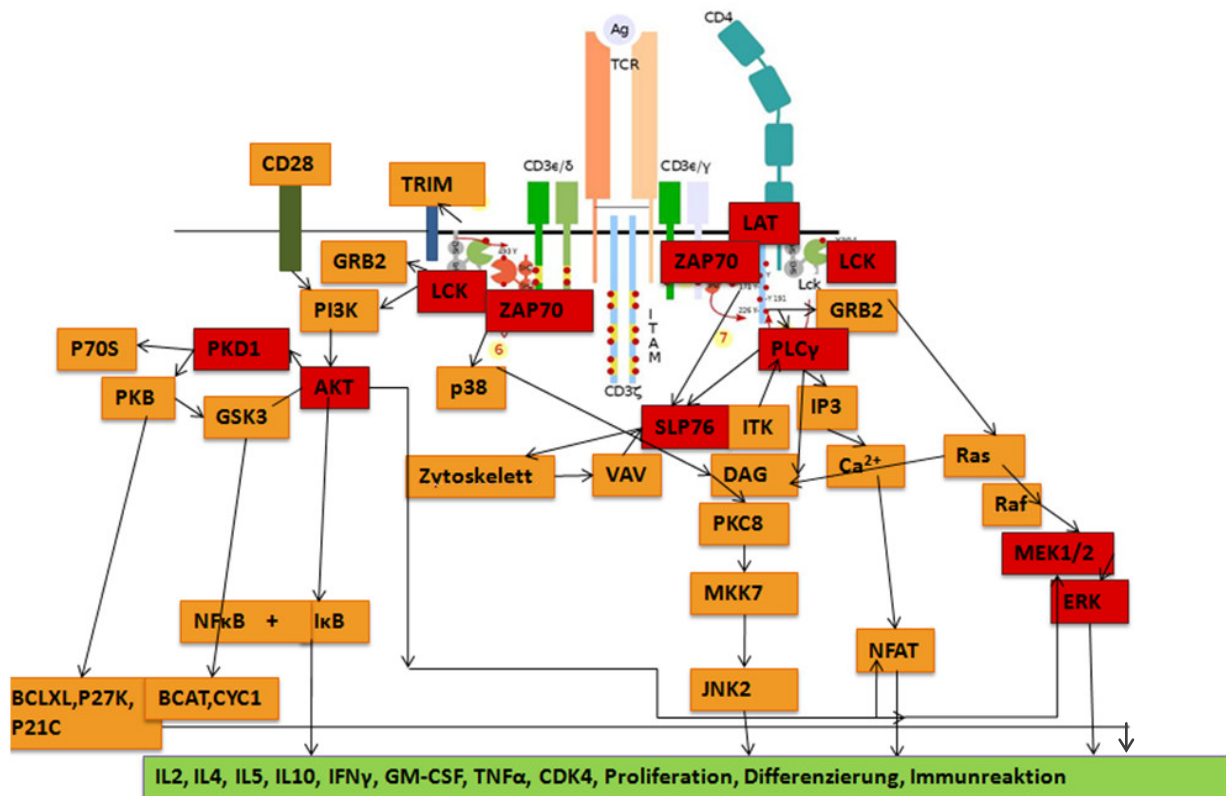 Ag
CD4
TCR
CD28
TRIM
CD3ϵ/δ
CD3ϵ/γ
LAT
GRB2
ZAP70
LCK
LCK
ZAP70
Lck
GRB2
PI3K
ITAM
P70S
PKD1
6
7
PLCγ
AKT
p38
CD3ζ
IP3
PKB
GSK3
SLP76
ITK
Zytoskelett
VAV
DAG
Ca²⁺
Ras
PKC8
Raf
MEK1/2
MKK7
ERK
NFκB + IκB
NFAT
JNK2
BCLXL,P27K,
P21C
BCAT,CYC1
IL2, IL4, IL5, IL10, IFNγ, GM-CSF, TNFα, CDK4, Proliferation, Differenzierung, Immunreaktion